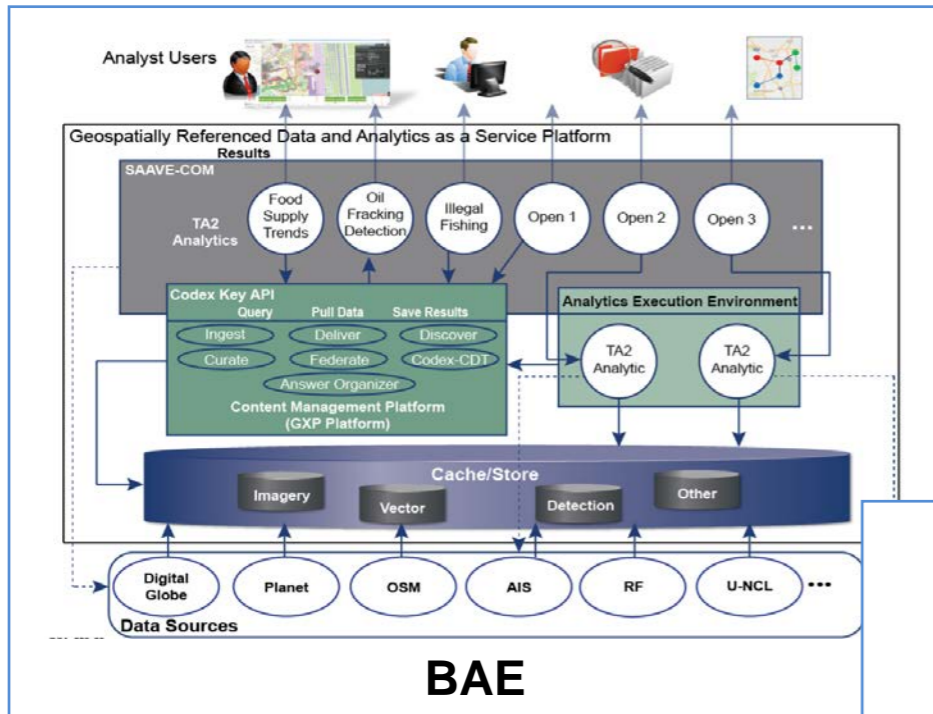 Analyst Users
Geospatially Referenced Data and Analytics as a Service Platform
Results
SAAVE-COM
TA2
Analytics
Food
Supply
Trends
Oil
Fracking
Detection
Illegal
Fishing
Open 1
Open 2
Open 3
...
Codex Key API
Query Pull Data Save Results
Ingest Deliver Discover
Curate Federate Codex-CDT
Answer Organizer
Content Management Platform
(GXP Platform)
Analytics Execution Environment
TA2
Analytic
TA2
Analytic
Cache/Store
Imagery
Vector
Detection
Other
Digital
Globe
Planet
OSM
AIS
RF
U-NCL
...
Data Sources
BAE